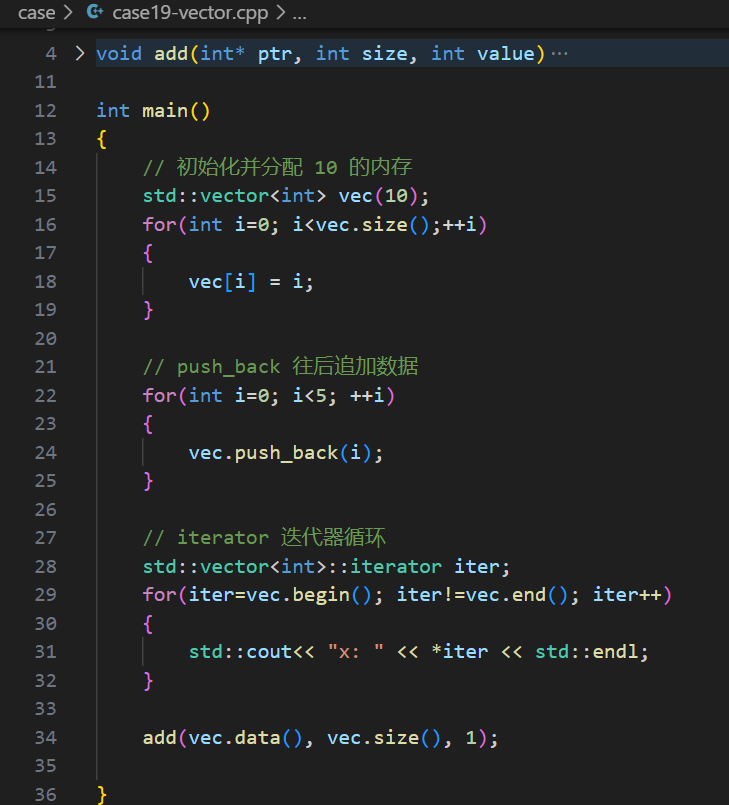 case > case19-vector.cpp > ...
4 void add(int* ptr, int size, int value)…
11
12 int main()
13 {
14     // 初始化并分配 10 的内存
15     std::vector<int> vec(10);
16     for(int i=0; i<vec.size();++i)
17     {
18         vec[i] = i;
19     }
20
21     // push_back 往后追加数据
22     for(int i=0; i<5; ++i)
23     {
24         vec.push_back(i);
25     }
26
27     // iterator 迭代器循环
28     std::vector<int>::iterator iter;
29     for(iter=vec.begin(); iter!=vec.end(); iter++)
30     {
31         std::cout<< "x: " << *iter << std::endl;
32     }
33
34     add(vec.data(), vec.size(), 1);
35
36 }